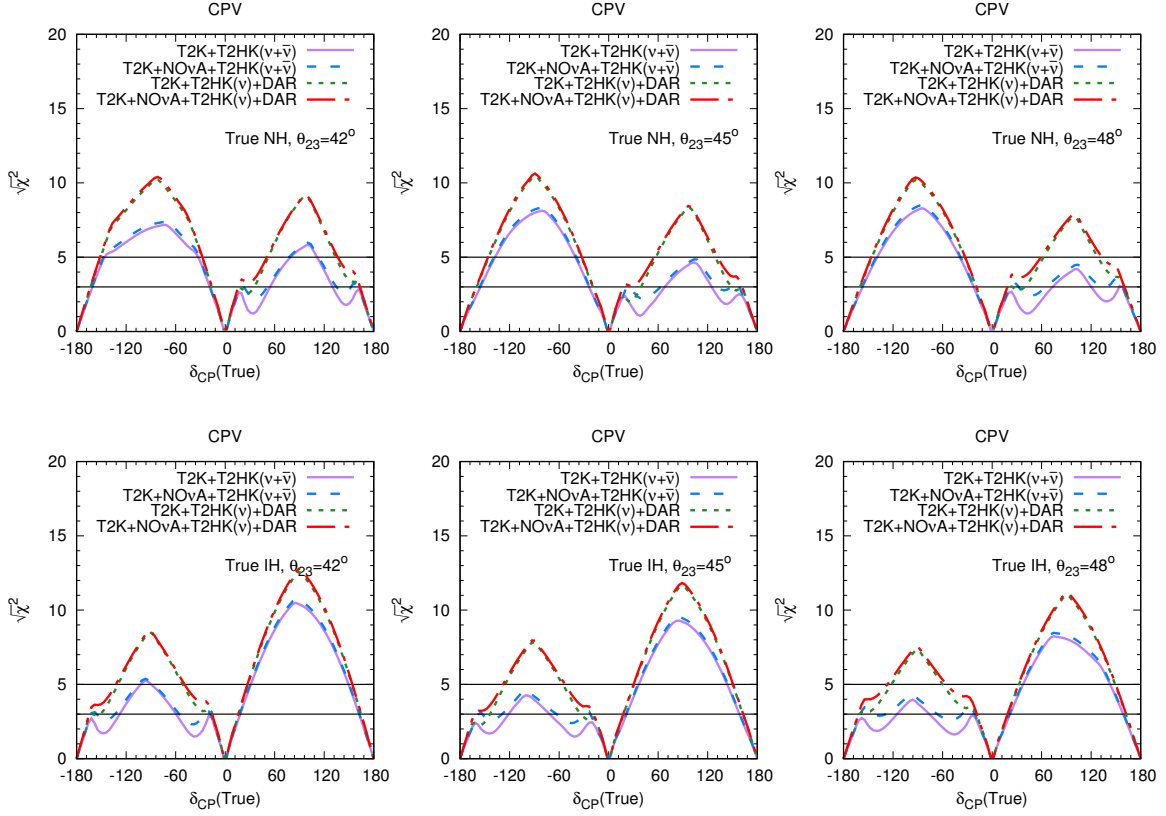 CPV
T2K+T2HK(ν+ν̅)
T2K+NOνA+T2HK(ν+ν̅)
T2K+T2HK(ν)+DAR
T2K+NOνA+T2HK(ν)+DAR
True NH, θ23=42°
√χ²
20
15
10
5
0
-180 -120 -60 0 60 120 180
δCP(True)
CPV
T2K+T2HK(ν+ν̅)
T2K+NOνA+T2HK(ν+ν̅)
T2K+T2HK(ν)+DAR
T2K+NOνA+T2HK(ν)+DAR
True NH, θ23=45°
√χ²
20
15
10
5
0
-180 -120 -60 0 60 120 180
δCP(True)
CPV
T2K+T2HK(ν+ν̅)
T2K+NOνA+T2HK(ν+ν̅)
T2K+T2HK(ν)+DAR
T2K+NOνA+T2HK(ν)+DAR
True NH, θ23=48°
√χ²
20
15
10
5
0
-180 -120 -60 0 60 120 180
δCP(True)
CPV
T2K+T2HK(ν+ν̅)
T2K+NOνA+T2HK(ν+ν̅)
T2K+T2HK(ν)+DAR
T2K+NOνA+T2HK(ν)+DAR
True IH, θ23=42°
√χ²
20
15
10
5
0
-180 -120 -60 0 60 120 180
δCP(True)
CPV
T2K+T2HK(ν+ν̅)
T2K+NOνA+T2HK(ν+ν̅)
T2K+T2HK(ν)+DAR
T2K+NOνA+T2HK(ν)+DAR
True IH, θ23=45°
√χ²
20
15
10
5
0
-180 -120 -60 0 60 120 180
δCP(True)
CPV
T2K+T2HK(ν+ν̅)
T2K+NOνA+T2HK(ν+ν̅)
T2K+T2HK(ν)+DAR
T2K+NOνA+T2HK(ν)+DAR
True IH, θ23=48°
√χ²
20
15
10
5
0
-180 -120 -60 0 60 120 180
δCP(True)